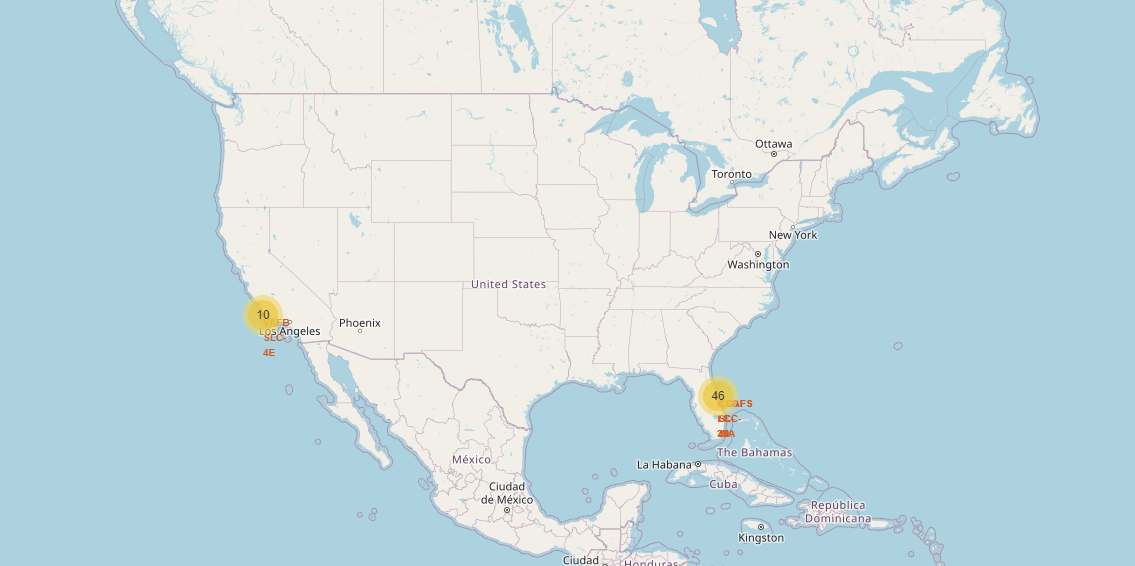 Ottawa
Toronto
New York
Washington
United States
10
Los Angeles
Phoenix
SLC-
4E
46
The Bahamas
La Habana
México
Cuba
Ciudad
de México
República
Dominicana
Kingston
Ciudad
Honduras